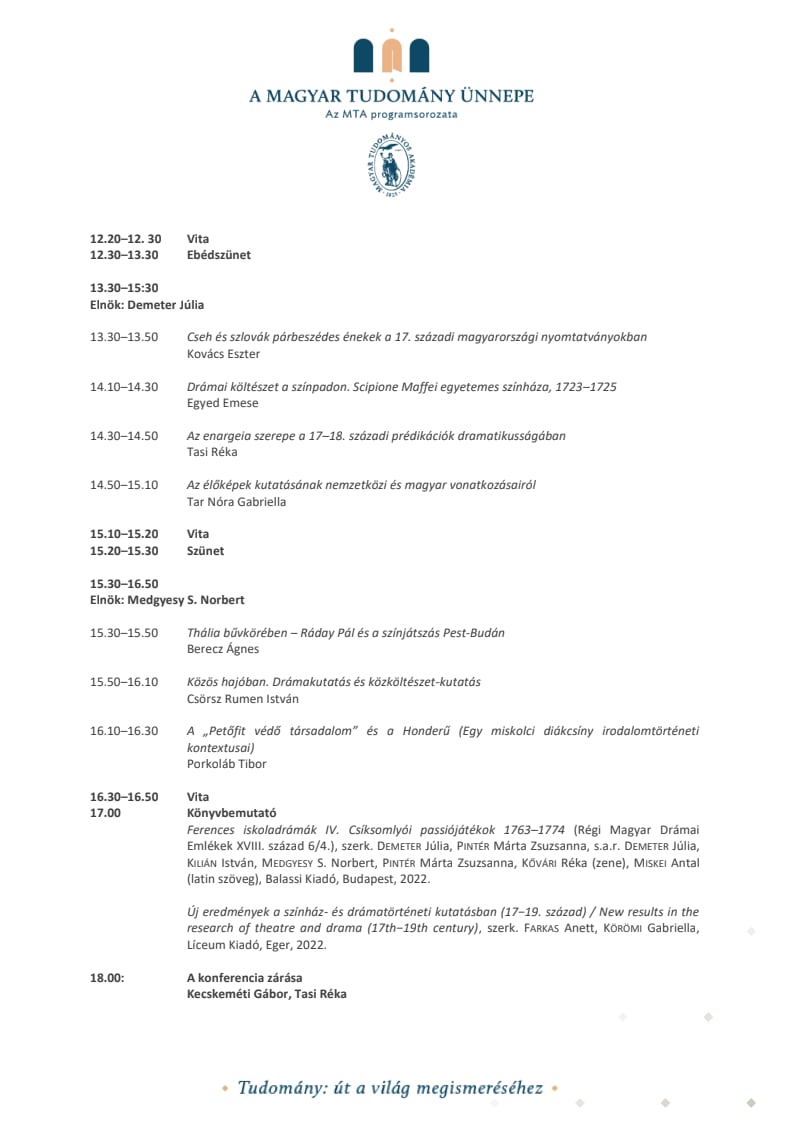 A MAGYAR TUDOMÁNY ÜNNEPE
Az MTA programsorozata
MAGYAR TUDOMÁNYOS AKADÉMIA · 1825 ·
12.20–12. 30 Vita
12.30–13.30 Ebédszünet
13.30–15:30
Elnök: Demeter Júlia
13.30–13.50 Cseh és szlovák párbeszédes énekek a 17. századi magyarországi nyomtatványokban
Kovács Eszter
14.10–14.30 Drámai költészet a színpadon. Scipione Maffei egyetemes színháza, 1723–1725
Egyed Emese
14.30–14.50 Az enargeia szerepe a 17–18. századi prédikációk dramatikusságában
Tasi Réka
14.50–15.10 Az élőképek kutatásának nemzetközi és magyar vonatkozásairól
Tar Nóra Gabriella
15.10–15.20 Vita
15.20–15.30 Szünet
15.30–16.50
Elnök: Medgyesy S. Norbert
15.30–15.50 Thália bűvkörében – Ráday Pál és a színjátszás Pest-Budán
Berecz Ágnes
15.50–16.10 Közös hajóban. Drámakutatás és közköltészet-kutatás
Csörsz Rumen István
16.10–16.30 A „Petőfit védő társadalom” és a Honderű (Egy miskolci diákcsíny irodalomtörténeti
kontextusai)
Porkoláb Tibor
16.30–16.50 Vita
17.00 Könyvbemutató
Ferences iskoladrámák IV. Csíksomlyói passiójátékok 1763–1774 (Régi Magyar Drámai
Emlékek XVIII. század 6/4.), szerk. DEMETER Júlia, PINTÉR Márta Zsuzsanna, s.a.r. DEMETER Júlia,
KILIÁN István, MEDGYESY S. Norbert, PINTÉR Márta Zsuzsanna, KŐVÁRI Réka (zene), MISKEI Antal
(latin szöveg), Balassi Kiadó, Budapest, 2022.
Új eredmények a színház- és drámatörténeti kutatásban (17−19. század) / New results in the
research of theatre and drama (17th−19th century), szerk. FARKAS Anett, KÖRÖMI Gabriella,
Líceum Kiadó, Eger, 2022.
18.00: A konferencia zárása
Kecskeméti Gábor, Tasi Réka
Tudomány: út a világ megismeréséhez